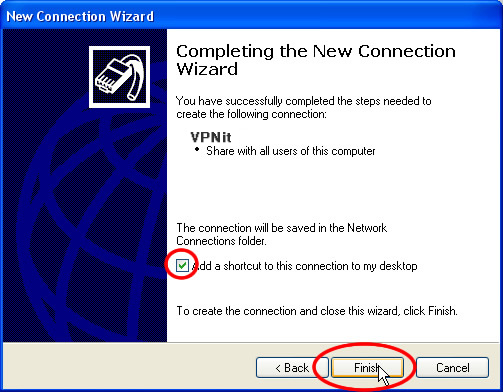 New Connection Wizard
Completing the New Connection
Wizard
You have successfully completed the steps needed to
create the following connection:
VPNit
• Share with all users of this computer
The connection will be saved in the Network
Connections folder.
Add a shortcut to this connection to my desktop
To create the connection and close this wizard, click Finish.
< Back
Finish
Cancel